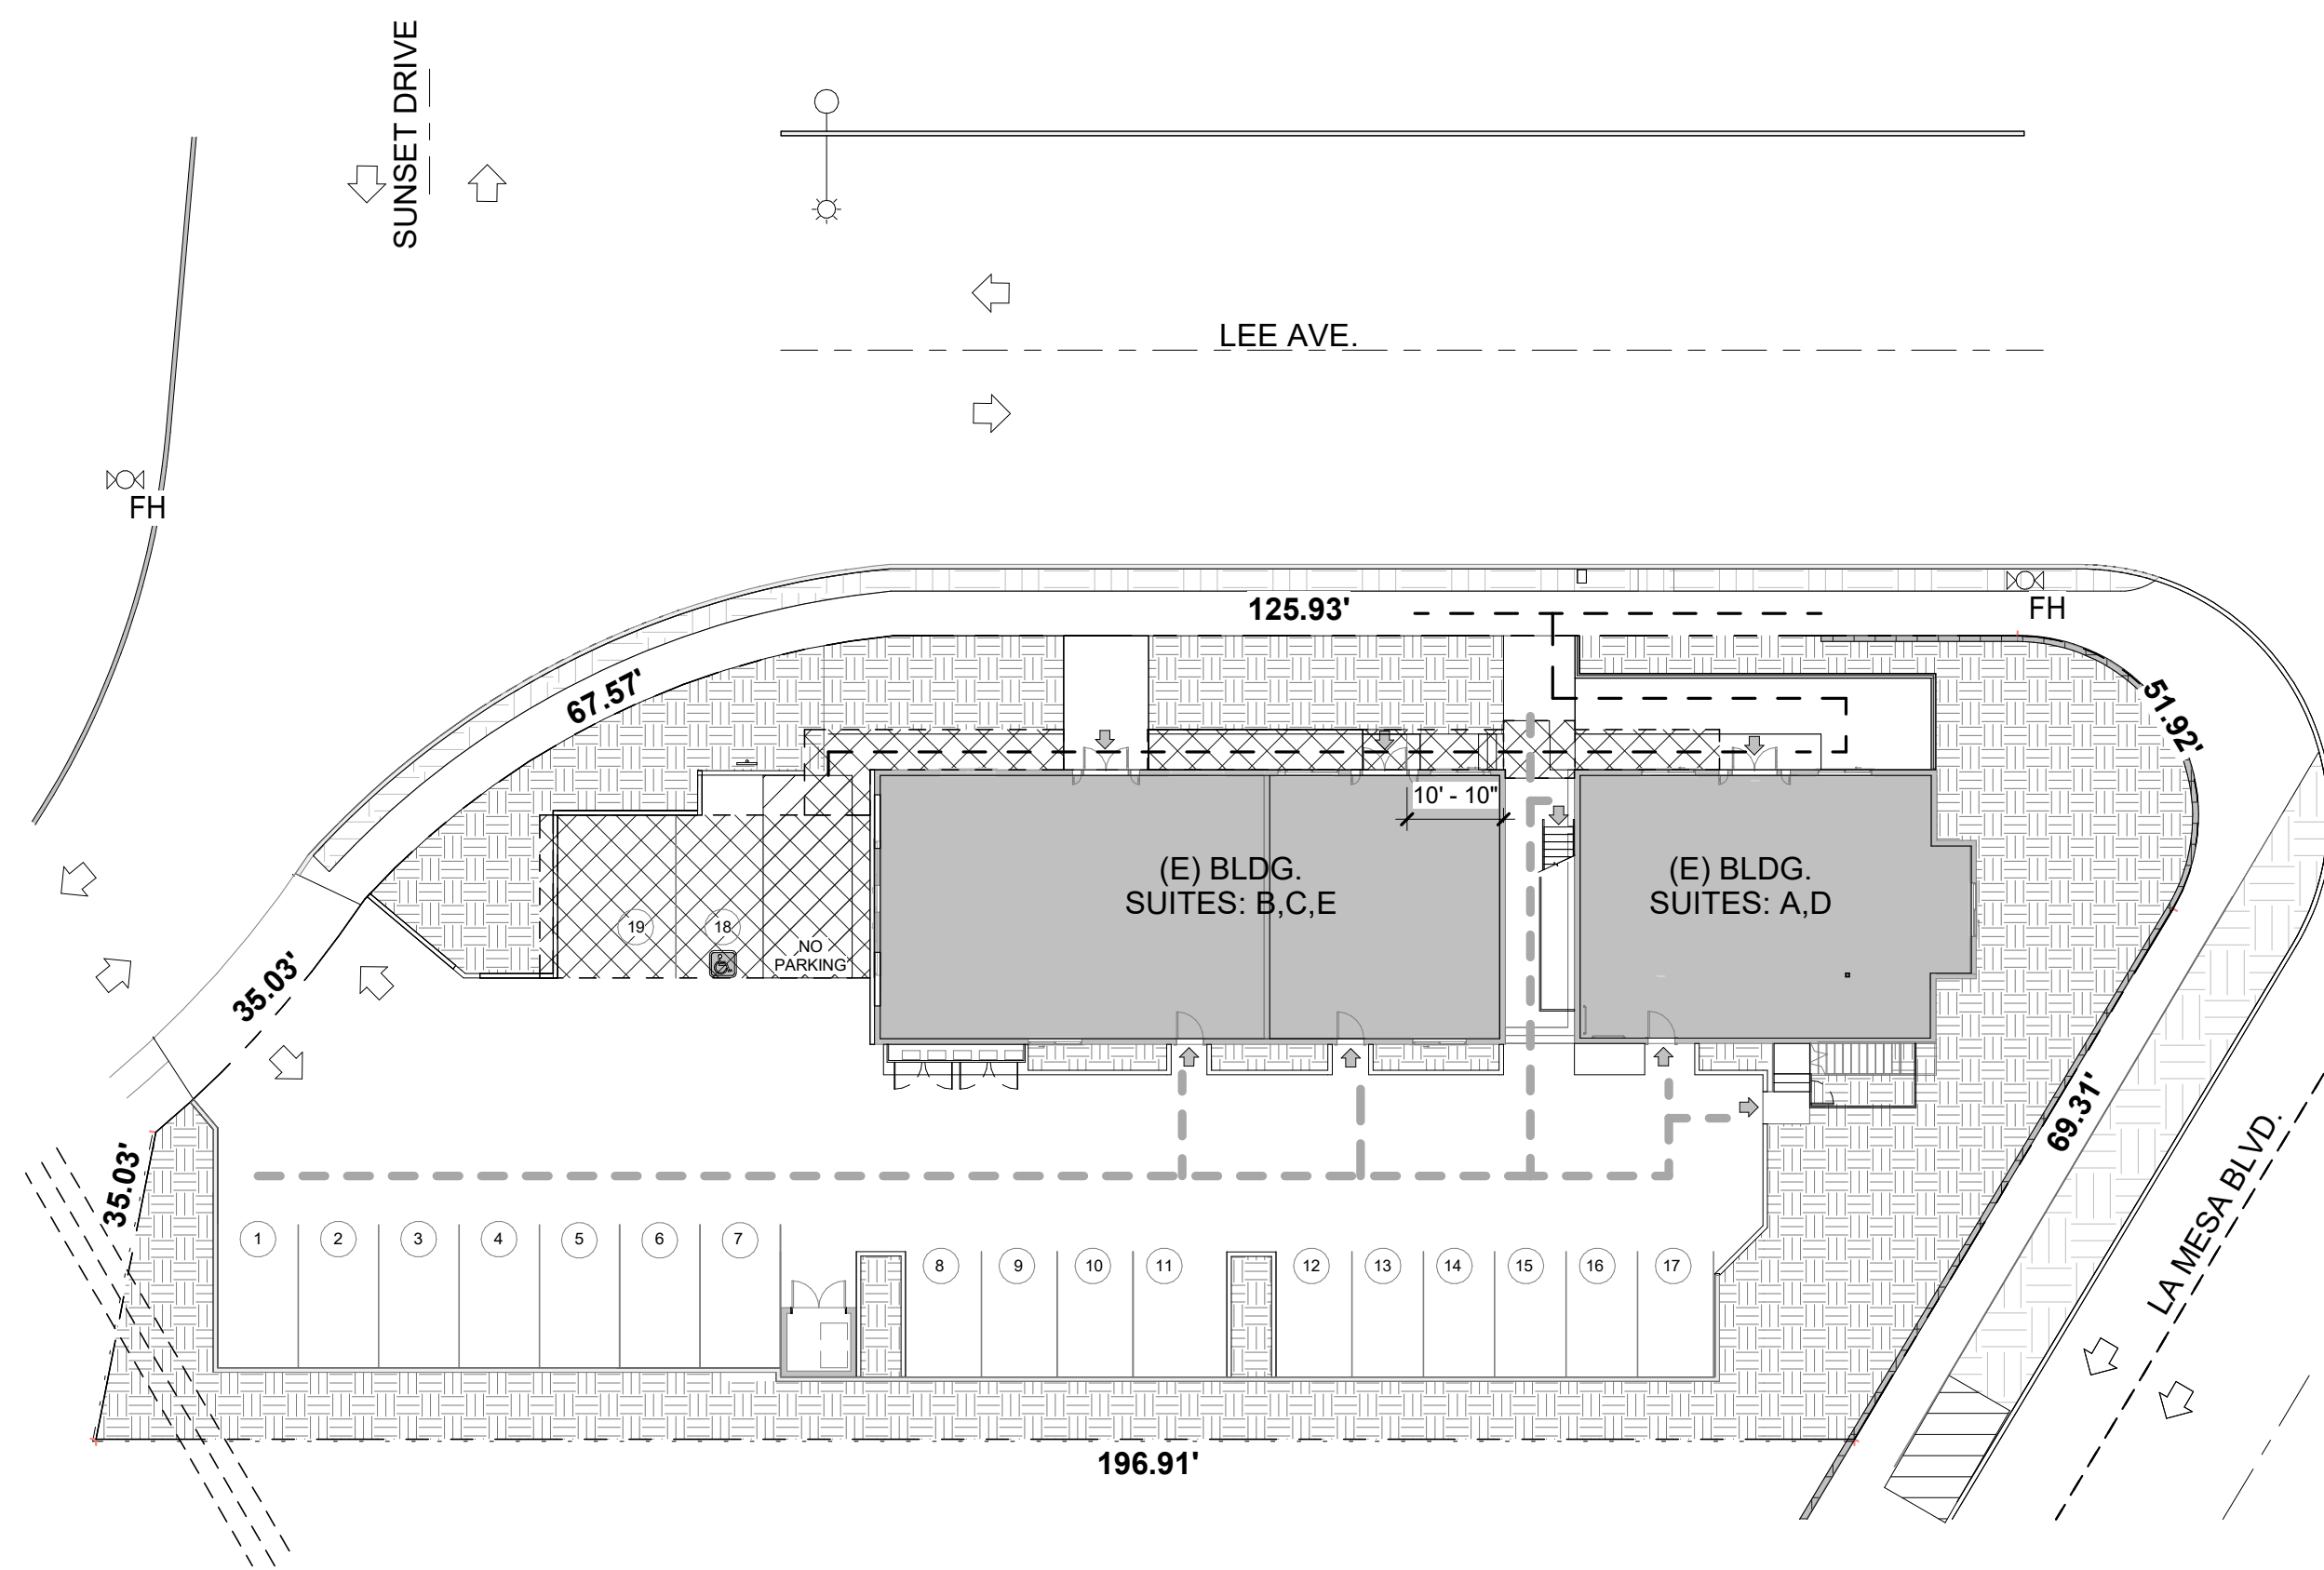 SUNSET DRIVE
LEE AVE.
FH
125.93'
FH
67.57'
51.92'
10' - 10"
(E) BLDG.
SUITES: B,C,E
(E) BLDG.
SUITES: A,D
19
18
NO
PARKING
35.03'
69.31'
35.03'
LA MESA BLVD.
1
2
3
4
5
6
7
8
9
10
11
12
13
14
15
16
17
196.91'